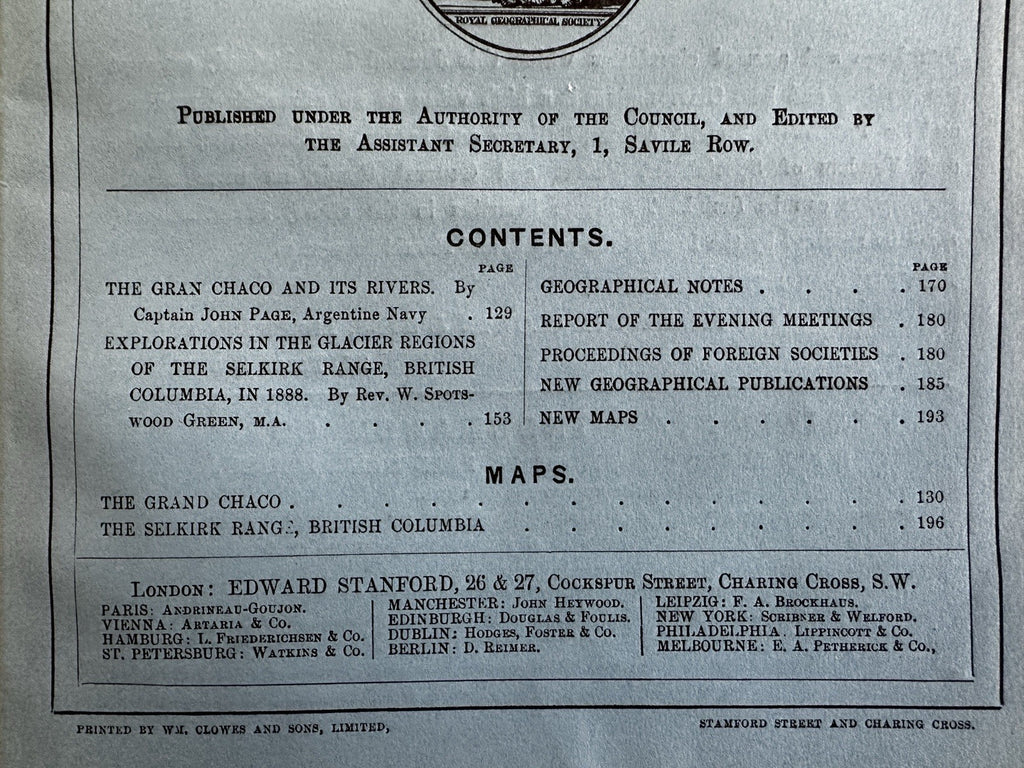 ROYAL GEOGRAPHICAL SOCIETY
PUBLISHED UNDER THE AUTHORITY OF THE COUNCIL, AND EDITED BY
THE ASSISTANT SECRETARY, 1, SAVILE ROW.
CONTENTS.
PAGE
THE GRAN CHACO AND ITS RIVERS. By
Captain JOHN PAGE, Argentine Navy . 129
EXPLORATIONS IN THE GLACIER REGIONS
OF THE SELKIRK RANGE, BRITISH
COLUMBIA, IN 1888. By Rev. W. SPOTS-
WOOD GREEN, M.A. . . . . . 153
PAGE
GEOGRAPHICAL NOTES . . . . 170
REPORT OF THE EVENING MEETINGS . 180
PROCEEDINGS OF FOREIGN SOCIETIES . 180
NEW GEOGRAPHICAL PUBLICATIONS . 185
NEW MAPS . . . . . . 193
MAPS.
THE GRAND CHACO . . . . . . . . . . . . . . 130
THE SELKIRK RANGE, BRITISH COLUMBIA . . . . . . . . . 196
LONDON: EDWARD STANFORD, 26 & 27, COCKSPUR STREET, CHARING CROSS, S.W.
PARIS: ANDRINEAU-GOUJON.
VIENNA: ARTARIA & CO.
HAMBURG: L. FRIEDERICHSEN & CO.
ST. PETERSBURG: WATKINS & CO.
MANCHESTER: JOHN HEYWOOD.
EDINBURGH: DOUGLAS & FOULIS.
DUBLIN: HODGES, FOSTER & CO.
BERLIN: D. REIMER.
LEIPZIG: F. A. BROCKHAUS.
NEW YORK: SCRIBNER & WELFORD.
PHILADELPHIA. LIPPINCOTT & CO.
MELBOURNE: E. A. PETHERICK & CO.,
PRINTED BY WM. CLOWES AND SONS, LIMITED,
STAMFORD STREET AND CHARING CROSS.